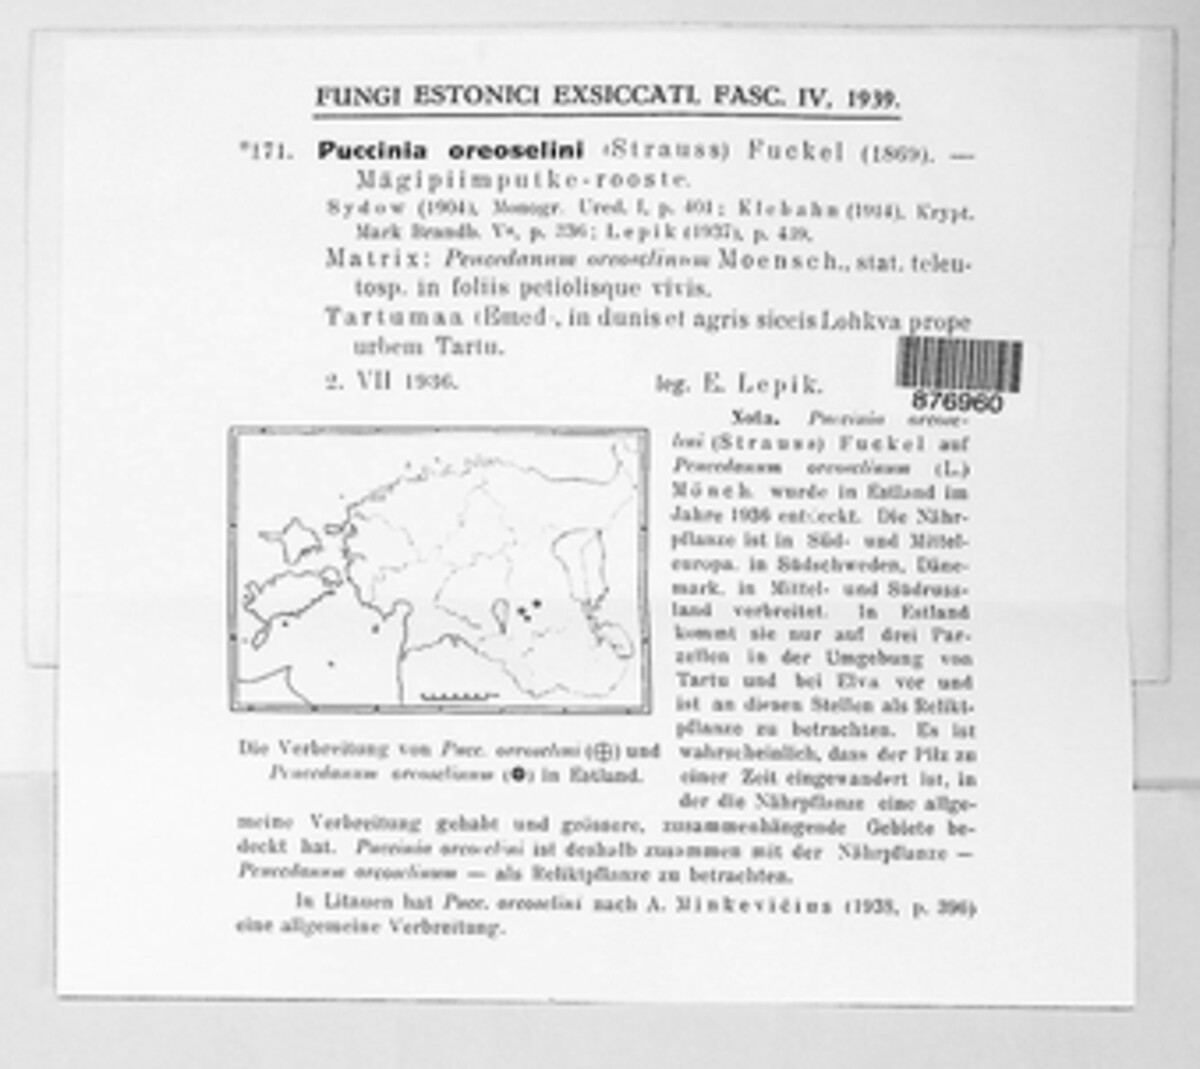 FUNGI ESTONICI EXSICCATI. FASC. IV, 1939.
*171. Puccinia oreoselini (Strauss) Fuckel (1869). —
Mägipiimputke-rooste.
Sydow (1904), Monogr. Ured. I, p. 401; Klebahn (1914), Krypt.
Mark Brandb. Va, p. 336; Lepik (1937), p. 439.
Matrix: Peucedanum oreoselinum Moensch., stat. teleu-
tosp. in foliis petiolisque vivis.
Tartumaa (Emed.), in dunis et agris siccis Lohkva prope
urbem Tartu.
2. VII 1936. leg. E. Lepik.
876960
Nota. Puccinia oreose-
lini (Strauss) Fuckel auf
Peucedanum oreoselinum (L.)
Mönch. wurde in Estland im
Jahre 1936 entdeckt. Die Nähr-
pflanze ist in Süd- und Mittel-
europa, in Südschweden, Däne-
mark, in Mittel- und Südruss-
land verbreitet. In Estland
kommt sie nur auf drei Par-
zellen in der Umgebung von
Tartu und bei Elva vor und
ist an diesen Stellen als Relikt-
pflanze zu betrachten. Es ist
wahrscheinlich, dass der Pilz zu
einer Zeit eingewandert ist, in
der die Nährpflanze eine allge-
meine Verbreitung gehabt und grössere, zusammenhängende Gebiete be-
deckt hat. Puccinia oreoselini ist deshalb zusammen mit der Nährpflanze —
Peucedanum oreoselinum — als Reliktpflanze zu betrachten.
In Litauen hat Pucc. oreoselini nach A. Minkevičius (1938, p. 396)
eine allgemeine Verbreitung.
Die Verbreitung von Pucc. oreoselini (⊕) und
Peucedanum oreoselinum (●) in Estland.